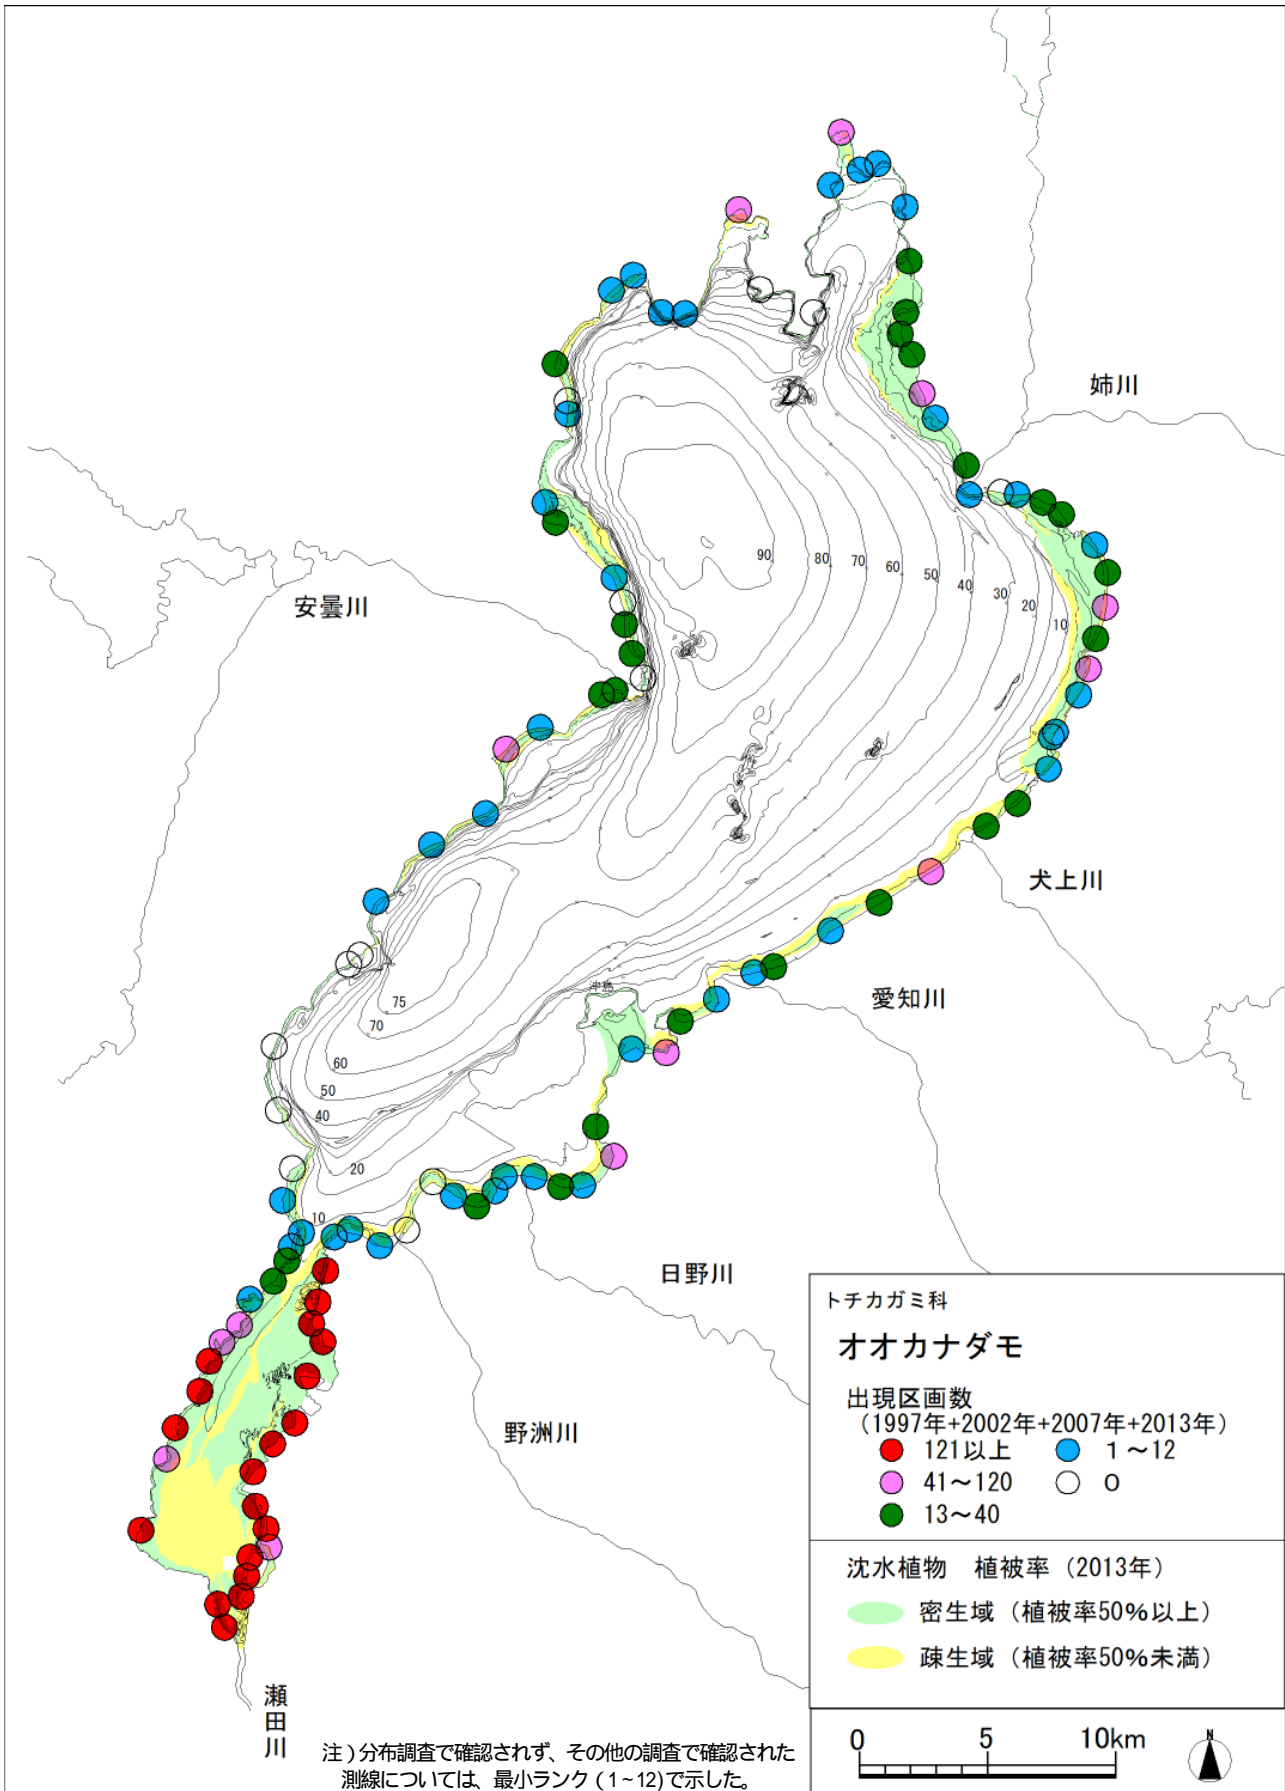 姉川
90
80
70
60
50
40
30
20
10
安曇川
犬上川
75
70
60
50
40
20
10
沖島
愛知川
日野川
野洲川
瀬田川
トチカガミ科
オオカナダモ
出現区画数
(1997年+2002年+2007年+2013年)
121以上 1～12
41～120 0
13～40
沈水植物 植被率（2013年）
密生域（植被率50%以上）
疎生域（植被率50%未満）
0 5 10km
N
注）分布調査で確認されず、その他の調査で確認された
測線については、最小ランク（1~12)で示した。